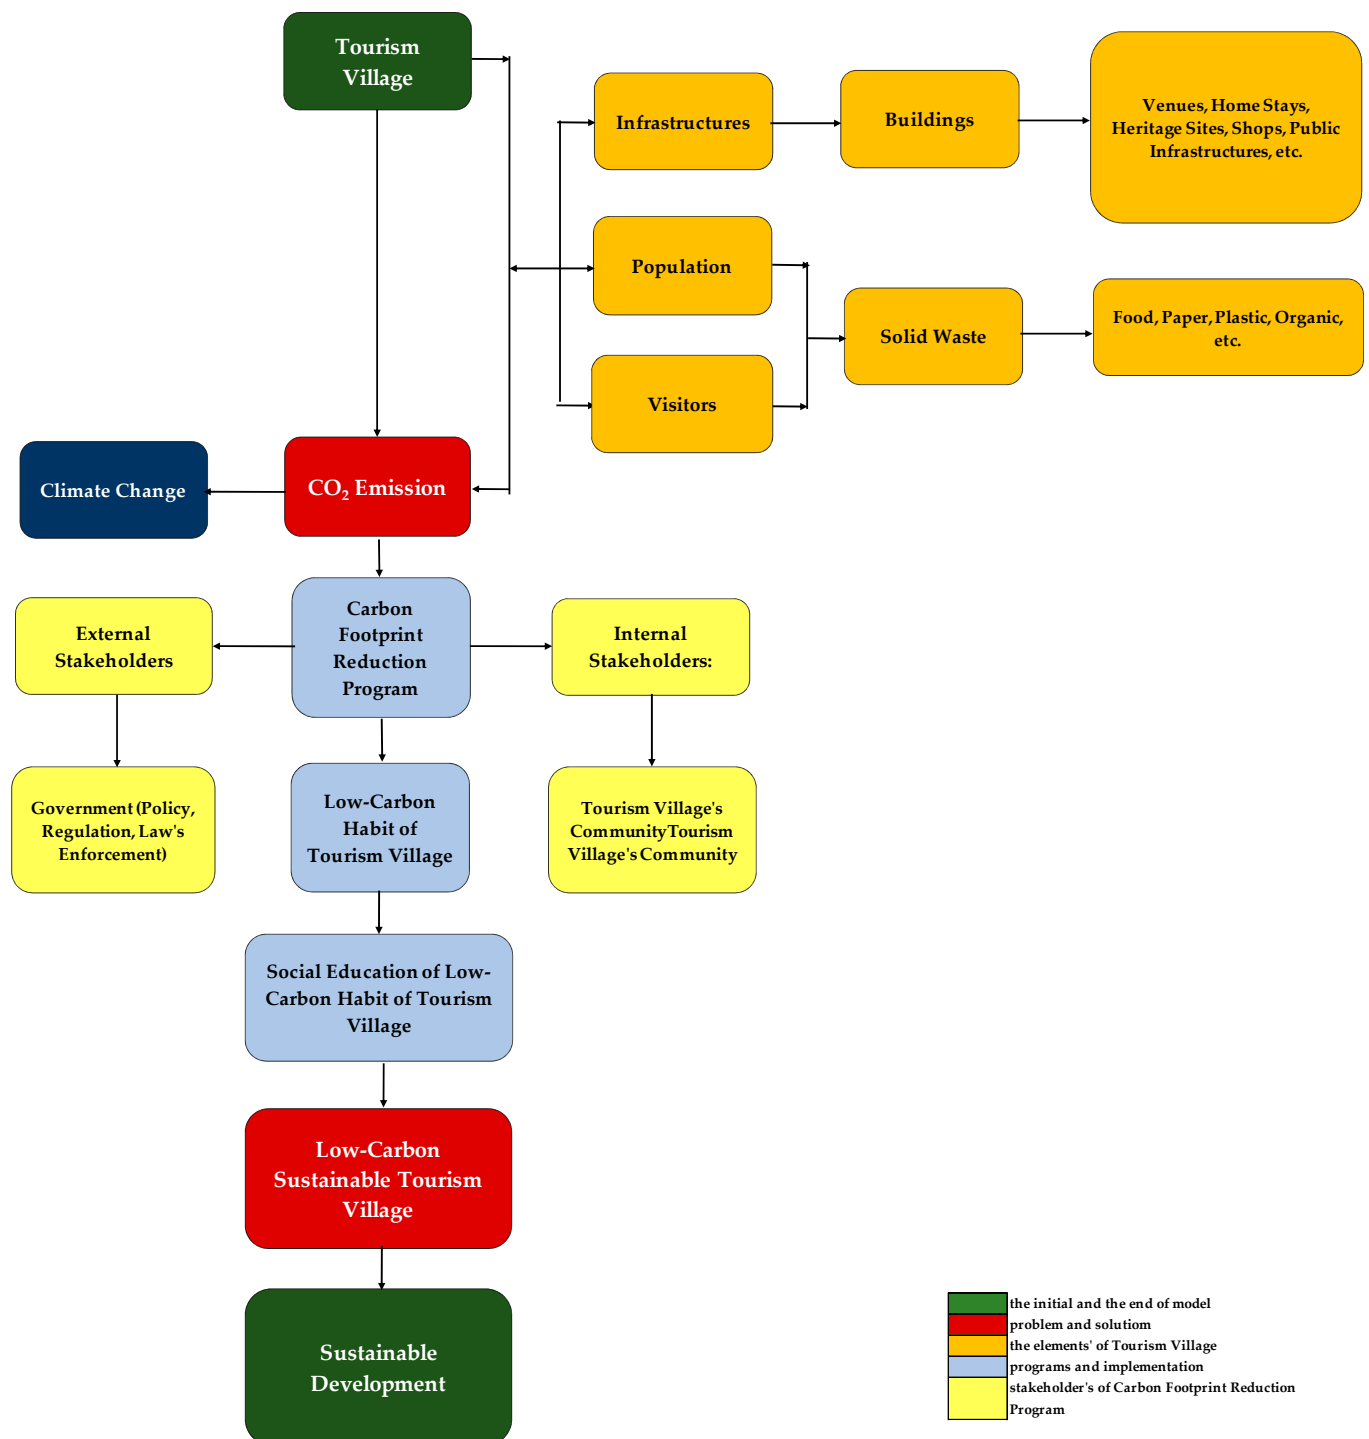 Tourism
Village
Infrastructures
Buildings
Venues, Home Stays,
Heritage Sites, Shops, Public
Infrastructures, etc.
Population
Solid Waste
Food, Paper, Plastic, Organic,
etc.
Visitors
Climate Change
CO₂ Emission
External
Stakeholders
Carbon
Footprint
Reduction
Program
Internal
Stakeholders:
Government (Policy,
Regulation, Law's
Enforcement)
Low-Carbon
Habit of
Tourism Village
Tourism Village's
CommunityTourism
Village's Community
Social Education of Low-
Carbon Habit of Tourism
Village
Low-Carbon
Sustainable Tourism
Village
Sustainable
Development
the initial and the end of model
problem and solutiom
the elements' of Tourism Village
programs and implementation
stakeholder's of Carbon Footprint Reduction
Program